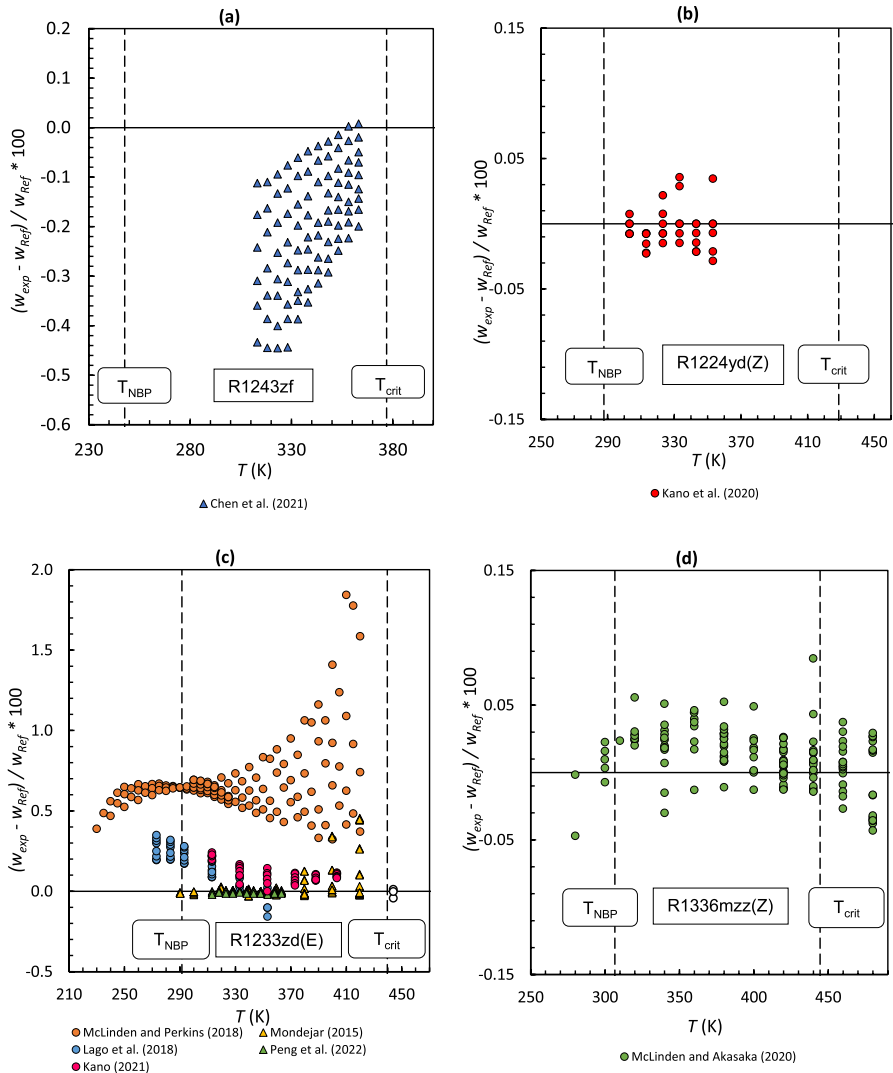 (a)
(w_exp - w_Ref) / w_Ref * 100
0.2
0.1
0.0
-0.1
-0.2
-0.3
-0.4
-0.5
-0.6
T_NBP
R1243zf
T_crit
230 280 330 380
T (K)
Chen et al. (2021)
(b)
(w_exp - w_Ref) / w_Ref * 100
0.15
0.05
-0.05
-0.15
T_NBP
R1224yd(Z)
T_crit
250 290 330 370 410 450
T (K)
Kano et al. (2020)
(c)
(w_exp - w_Ref) / w_Ref * 100
2.0
1.5
1.0
0.5
0.0
-0.5
T_NBP
R1233zd(E)
T_crit
210 250 290 330 370 410 450
T (K)
McLinden and Perkins (2018) Mondejar (2015)
Lago et al. (2018) Peng et al. (2022)
Kano (2021)
(d)
(w_exp - w_Ref) / w_Ref * 100
0.15
0.05
-0.05
-0.15
T_NBP
R1336mzz(Z)
T_crit
250 300 350 400 450
T (K)
McLinden and Akasaka (2020)